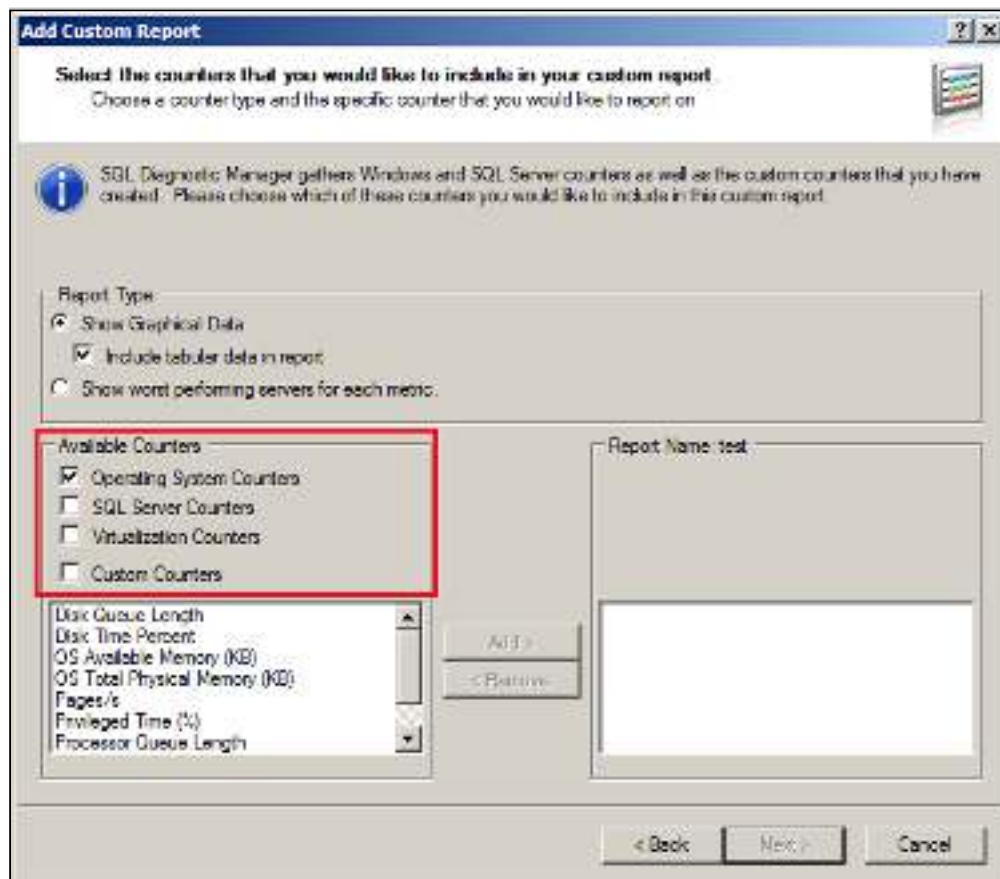 Add Custom Report
Select the counters that you would like to include in your custom report
Choose a counter type and the specific counter that you would like to report on
SQL Diagnostic Manager gathers Windows and SQL Server counters as well as the custom counters that you have
created. Please choose which of these counters you would like to include in this custom report.
Report Type
Show Graphical Data
Include tabular data in report
Show worst performing servers for each metric.
Available Counters
Operating System Counters
SQL Server Counters
Virtualization Counters
Custom Counters
Disk Queue Length
Disk Time Percent
OS Available Memory (KB)
OS Total Physical Memory (KB)
Pages/s
Privileged Time (%)
Processor Queue Length
Add >
< Remove
Report Name: test
< Back
Next >
Cancel